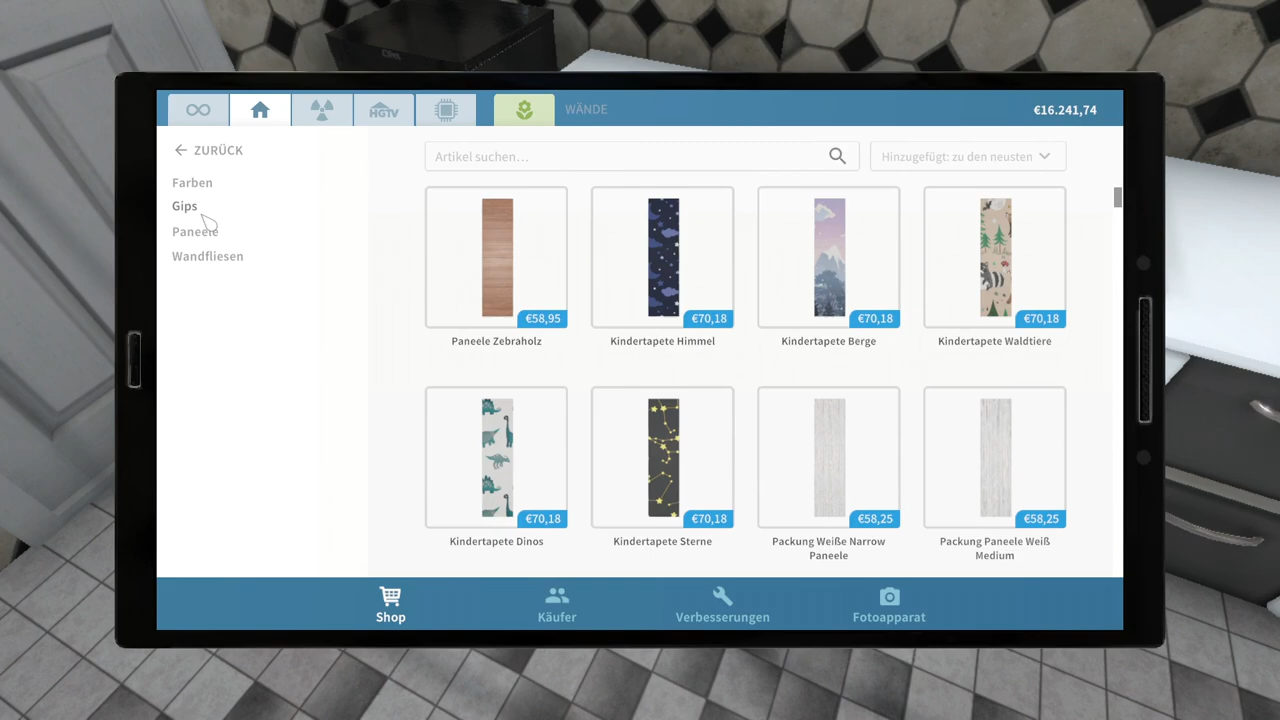 HGTV
WÄNDE
€16.241,74
ZURÜCK
Farben
Gips
Paneele
Wandfliesen
Artikel suchen...
Hinzugefügt: zu den neusten
€58,95
€70,18
€70,18
€70,18
Paneele Zebraholz
Kindertapete Himmel
Kindertapete Berge
Kindertapete Waldtiere
€70,18
€70,18
€58,25
€58,25
Kindertapete Dinos
Kindertapete Sterne
Packung Weiße Narrow
Paneele
Packung Paneele Weiß
Medium
Shop
Käufer
Verbesserungen
Fotoapparat